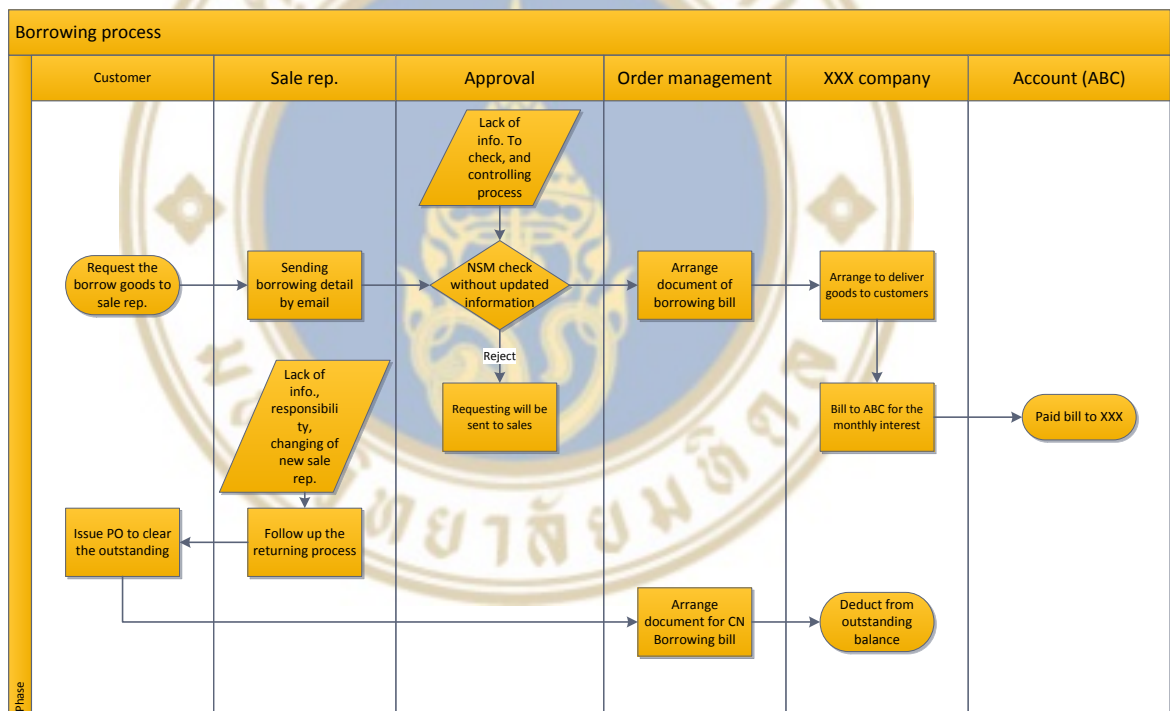 Borrowing process
Customer
Sale rep.
Approval
Order management
XXX company
Account (ABC)
Lack of
info. To
check, and
controlling
process
Request the
borrow goods to
sale rep.
Sending
borrowing detail
by email
NSM check
without updated
information
Arrange
document of
borrowing bill
Arrange to deliver
goods to customers
Reject
Lack of
info.,
responsibili
ty,
changing of
new sale
rep.
Requesting will be
sent to sales
Bill to ABC for the
monthly interest
Paid bill to XXX
Issue PO to clear
the outstanding
Follow up the
returning process
Arrange
document for CN
Borrowing bill
Deduct from
outstanding
balance
Phase